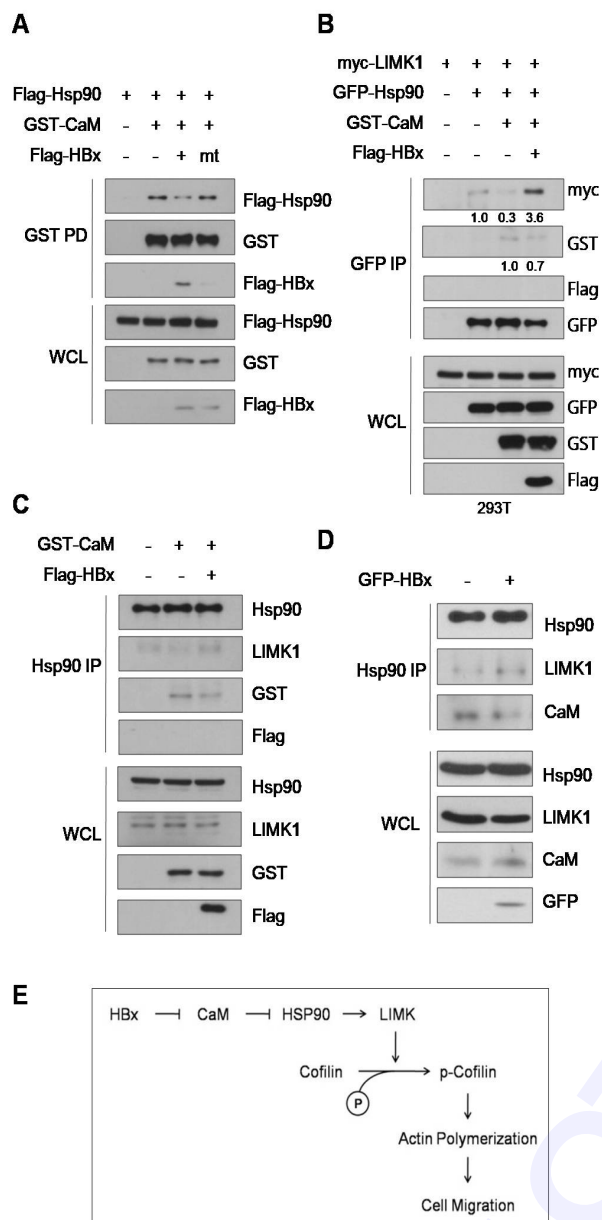 A
Flag-Hsp90 + + + +
GST-CaM - + + +
Flag-HBx - - + mt
GST PD
Flag-Hsp90
GST
Flag-HBx
WCL
Flag-Hsp90
GST
Flag-HBx
B
myc-LIMK1 + + + +
GFP-Hsp90 - + + +
GST-CaM - - + +
Flag-HBx - - - +
GFP IP
myc
1.0 0.3 3.6
GST
1.0 0.7
Flag
GFP
WCL
myc
GFP
GST
Flag
293T
C
GST-CaM - + +
Flag-HBx - - +
Hsp90 IP
Hsp90
LIMK1
GST
Flag
WCL
Hsp90
LIMK1
GST
Flag
D
GFP-HBx - +
Hsp90 IP
Hsp90
LIMK1
CaM
WCL
Hsp90
LIMK1
CaM
GFP
E
HBx CaM HSP90 LIMK
Cofilin p-Cofilin
P
Actin Polymerization
Cell Migration